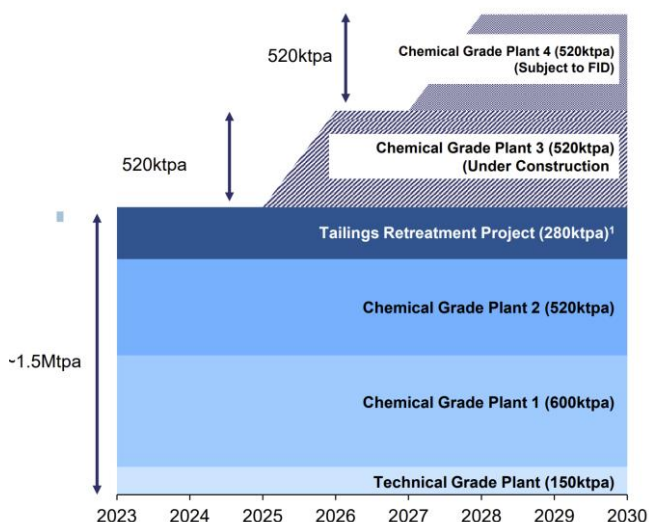 520ktpa
Chemical Grade Plant 4 (520ktpa)
(Subject to FID)
520ktpa
Chemical Grade Plant 3 (520ktpa)
(Under Construction
Tailings Retreatment Project (280ktpa)¹
Chemical Grade Plant 2 (520ktpa)
~1.5Mtpa
Chemical Grade Plant 1 (600ktpa)
Technical Grade Plant (150ktpa)
2023 2024 2025 2026 2027 2028 2029 2030